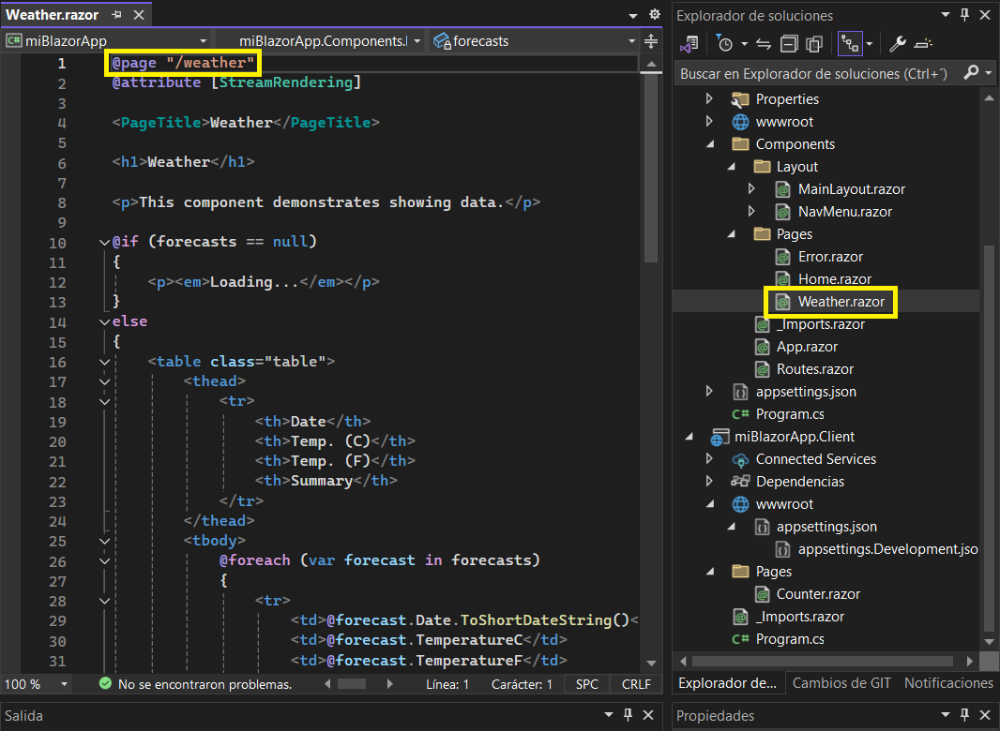 Weather.razor
miBlazorApp
miBlazorApp.Components.
forecasts
1 @page "/weather"
2 @attribute [StreamRendering]
3
4 <PageTitle>Weather</PageTitle>
5
6 <h1>Weather</h1>
7
8 <p>This component demonstrates showing data.</p>
9
10 @if (forecasts == null)
11 {
12 <p><em>Loading...</em></p>
13 }
14 else
15 {
16 <table class="table">
17 <thead>
18 <tr>
19 <th>Date</th>
20 <th>Temp. (C)</th>
21 <th>Temp. (F)</th>
22 <th>Summary</th>
23 </tr>
24 </thead>
25 <tbody>
26 @foreach (var forecast in forecasts)
27 {
28 <tr>
29 <td>@forecast.Date.ToShortDateString()<
30 <td>@forecast.TemperatureC</td>
31 <td>@forecast.TemperatureF</td>
100 %
No se encontraron problemas.
Línea: 1
Carácter: 1
SPC
CRLF
Salida
Explorador de soluciones
Buscar en Explorador de soluciones (Ctrl+´)
Properties
wwwroot
Components
Layout
MainLayout.razor
NavMenu.razor
Pages
Error.razor
Home.razor
Weather.razor
_Imports.razor
App.razor
Routes.razor
appsettings.json
C# Program.cs
miBlazorApp.Client
Connected Services
Dependencias
wwwroot
appsettings.json
appsettings.Development.jso
Pages
Counter.razor
_Imports.razor
C# Program.cs
Explorador de...
Cambios de GIT
Notificaciones
Propiedades